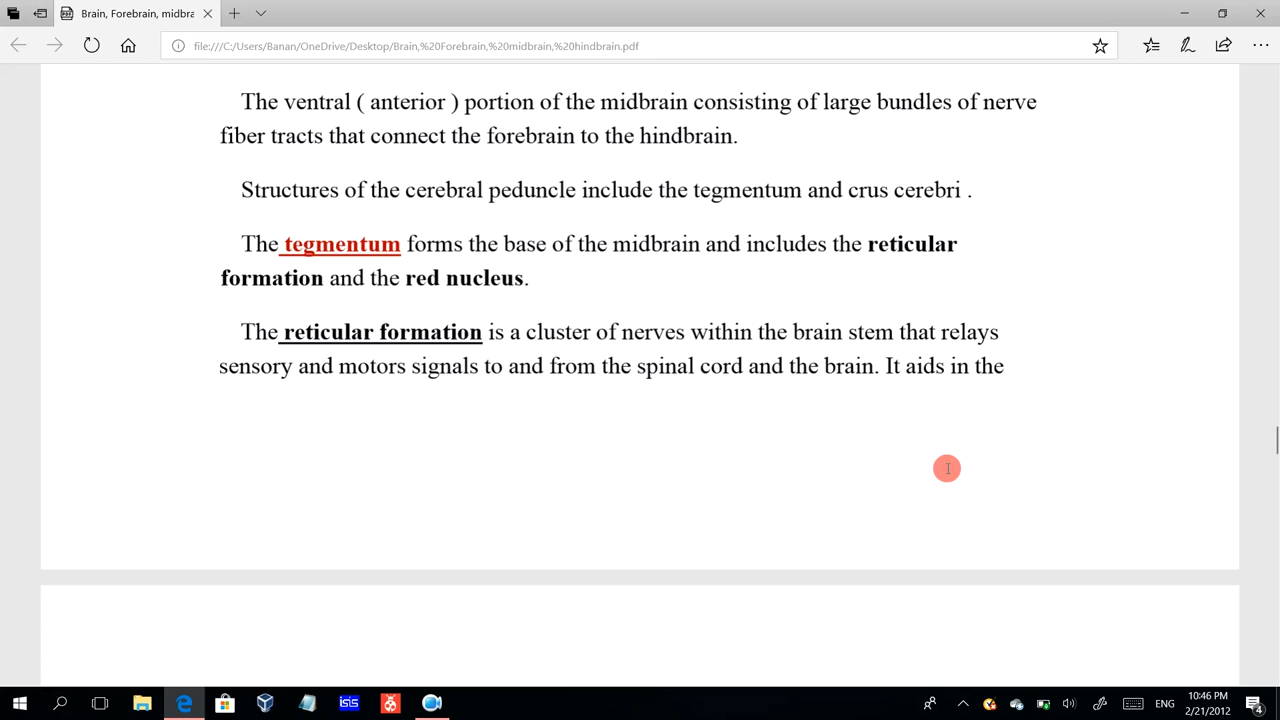 Brain, Forebrain, midbra
file:///C:/Users/Banan/OneDrive/Desktop/Brain,%20Forebrain,%20midbrain,%20hindbrain.pdf
The ventral ( anterior ) portion of the midbrain consisting of large bundles of nerve
fiber tracts that connect the forebrain to the hindbrain.
Structures of the cerebral peduncle include the tegmentum and crus cerebri .
The tegmentum forms the base of the midbrain and includes the reticular
formation and the red nucleus.
The reticular formation is a cluster of nerves within the brain stem that relays
sensory and motors signals to and from the spinal cord and the brain. It aids in the
isis
ENG
10:46 PM
2/21/2012
4